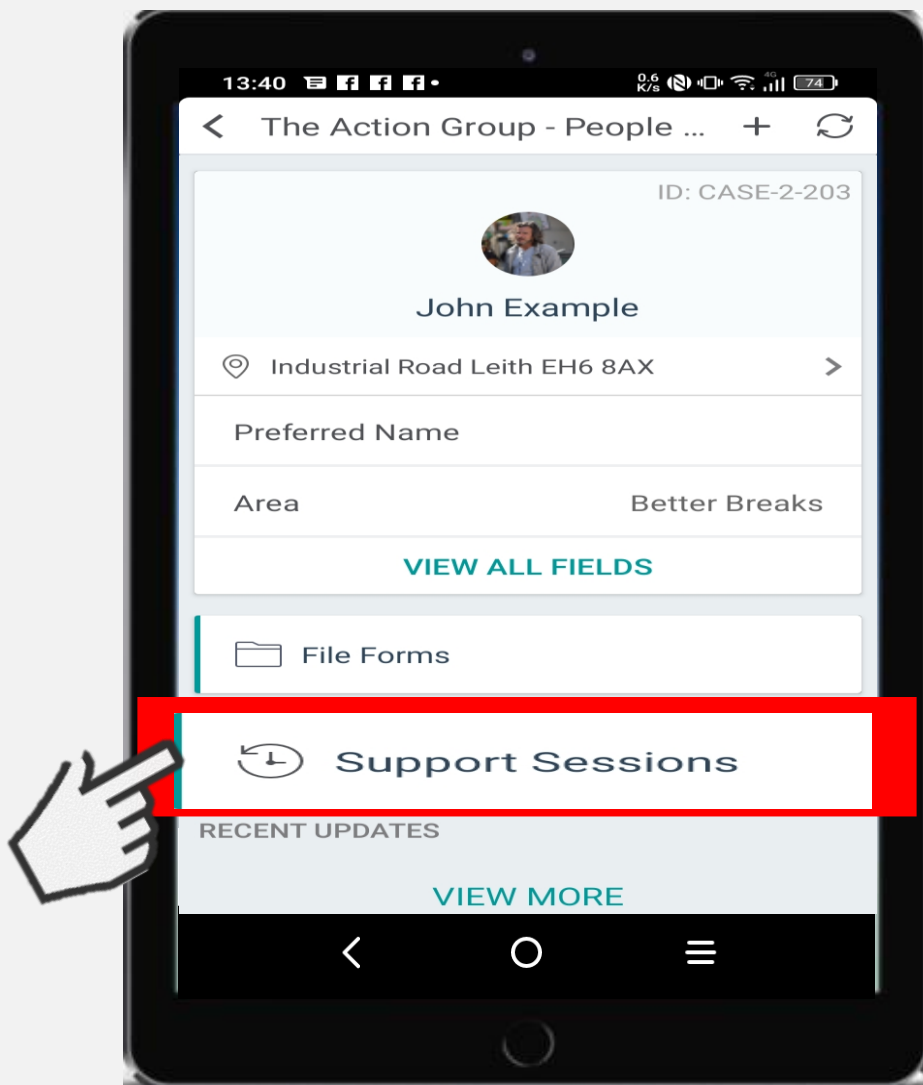 13:40 0.6 K/s 4G 74
The Action Group - People ...
ID: CASE-2-203
John Example
Industrial Road Leith EH6 8AX
Preferred Name
Area Better Breaks
VIEW ALL FIELDS
File Forms
Support Sessions
RECENT UPDATES
VIEW MORE